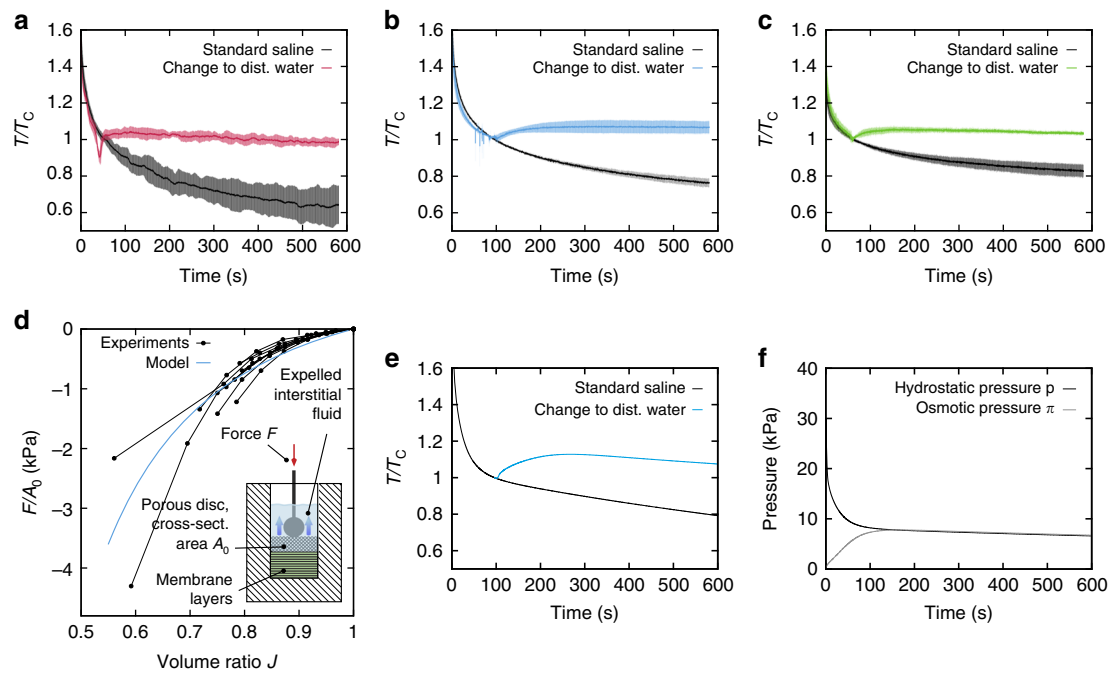 a
T/TC
1.6
1.4
1.2
1
0.8
0.6
Standard saline
Change to dist. water
0 100 200 300 400 500 600
Time (s)
b
T/TC
1.6
1.4
1.2
1
0.8
0.6
Standard saline
Change to dist. water
0 100 200 300 400 500 600
Time (s)
c
T/TC
1.6
1.4
1.2
1
0.8
0.6
Standard saline
Change to dist. water
0 100 200 300 400 500 600
Time (s)
d
F/A0 (kPa)
0
−1
−2
−3
−4
Experiments
Model
Expelled
interstitial
fluid
Force F
Porous disc,
cross-sect.
area A0
Membrane
layers
0.5 0.6 0.7 0.8 0.9 1
Volume ratio J
e
T/TC
1.6
1.4
1.2
1
0.8
0.6
Standard saline
Change to dist. water
0 100 200 300 400 500 600
Time (s)
f
Pressure (kPa)
40
30
20
10
0
Hydrostatic pressure p
Osmotic pressure π
0 100 200 300 400 500 600
Time (s)